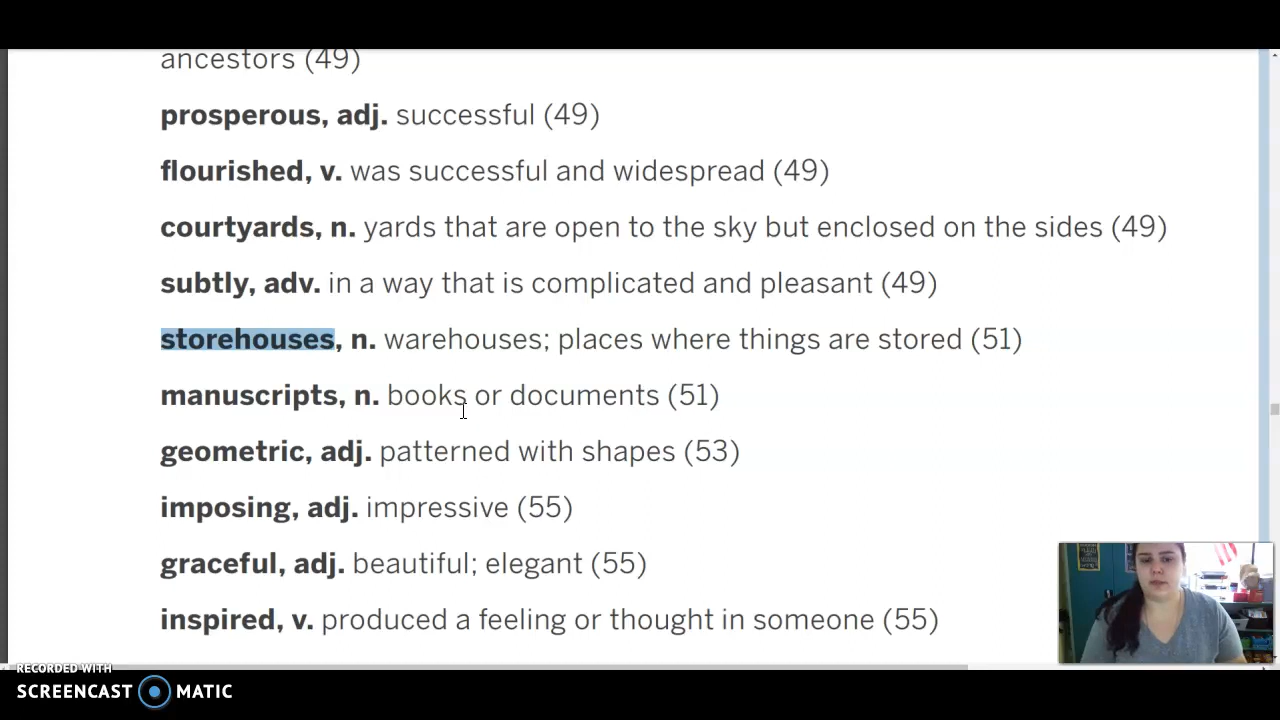 ancestors (49)
prosperous, adj. successful (49)
flourished, v. was successful and widespread (49)
courtyards, n. yards that are open to the sky but enclosed on the sides (49)
subtly, adv. in a way that is complicated and pleasant (49)
storehouses, n. warehouses; places where things are stored (51)
manuscripts, n. books or documents (51)
geometric, adj. patterned with shapes (53)
imposing, adj. impressive (55)
graceful, adj. beautiful; elegant (55)
inspired, v. produced a feeling or thought in someone (55)
RECORDED WITH
SCREENCAST MATIC